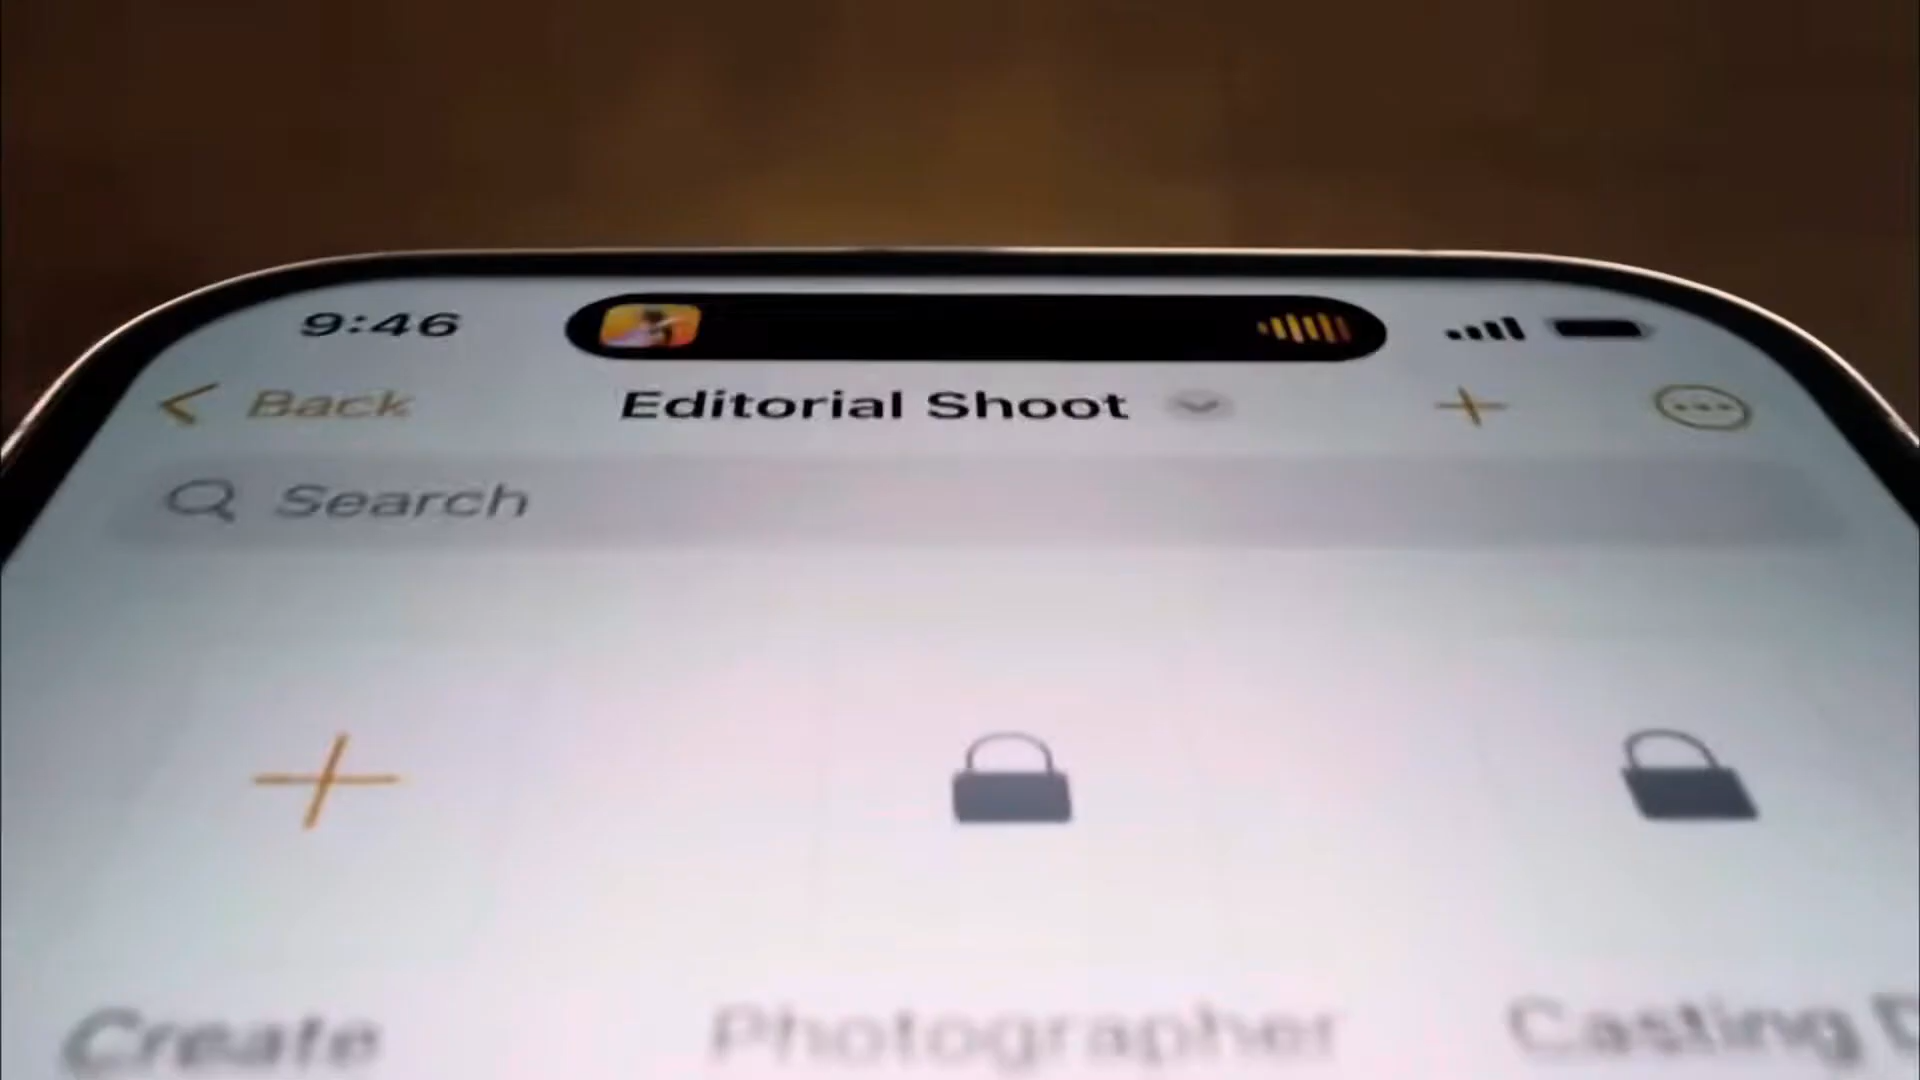 9:46
Back
Editorial Shoot
Search
Create
Photographer
Casting D